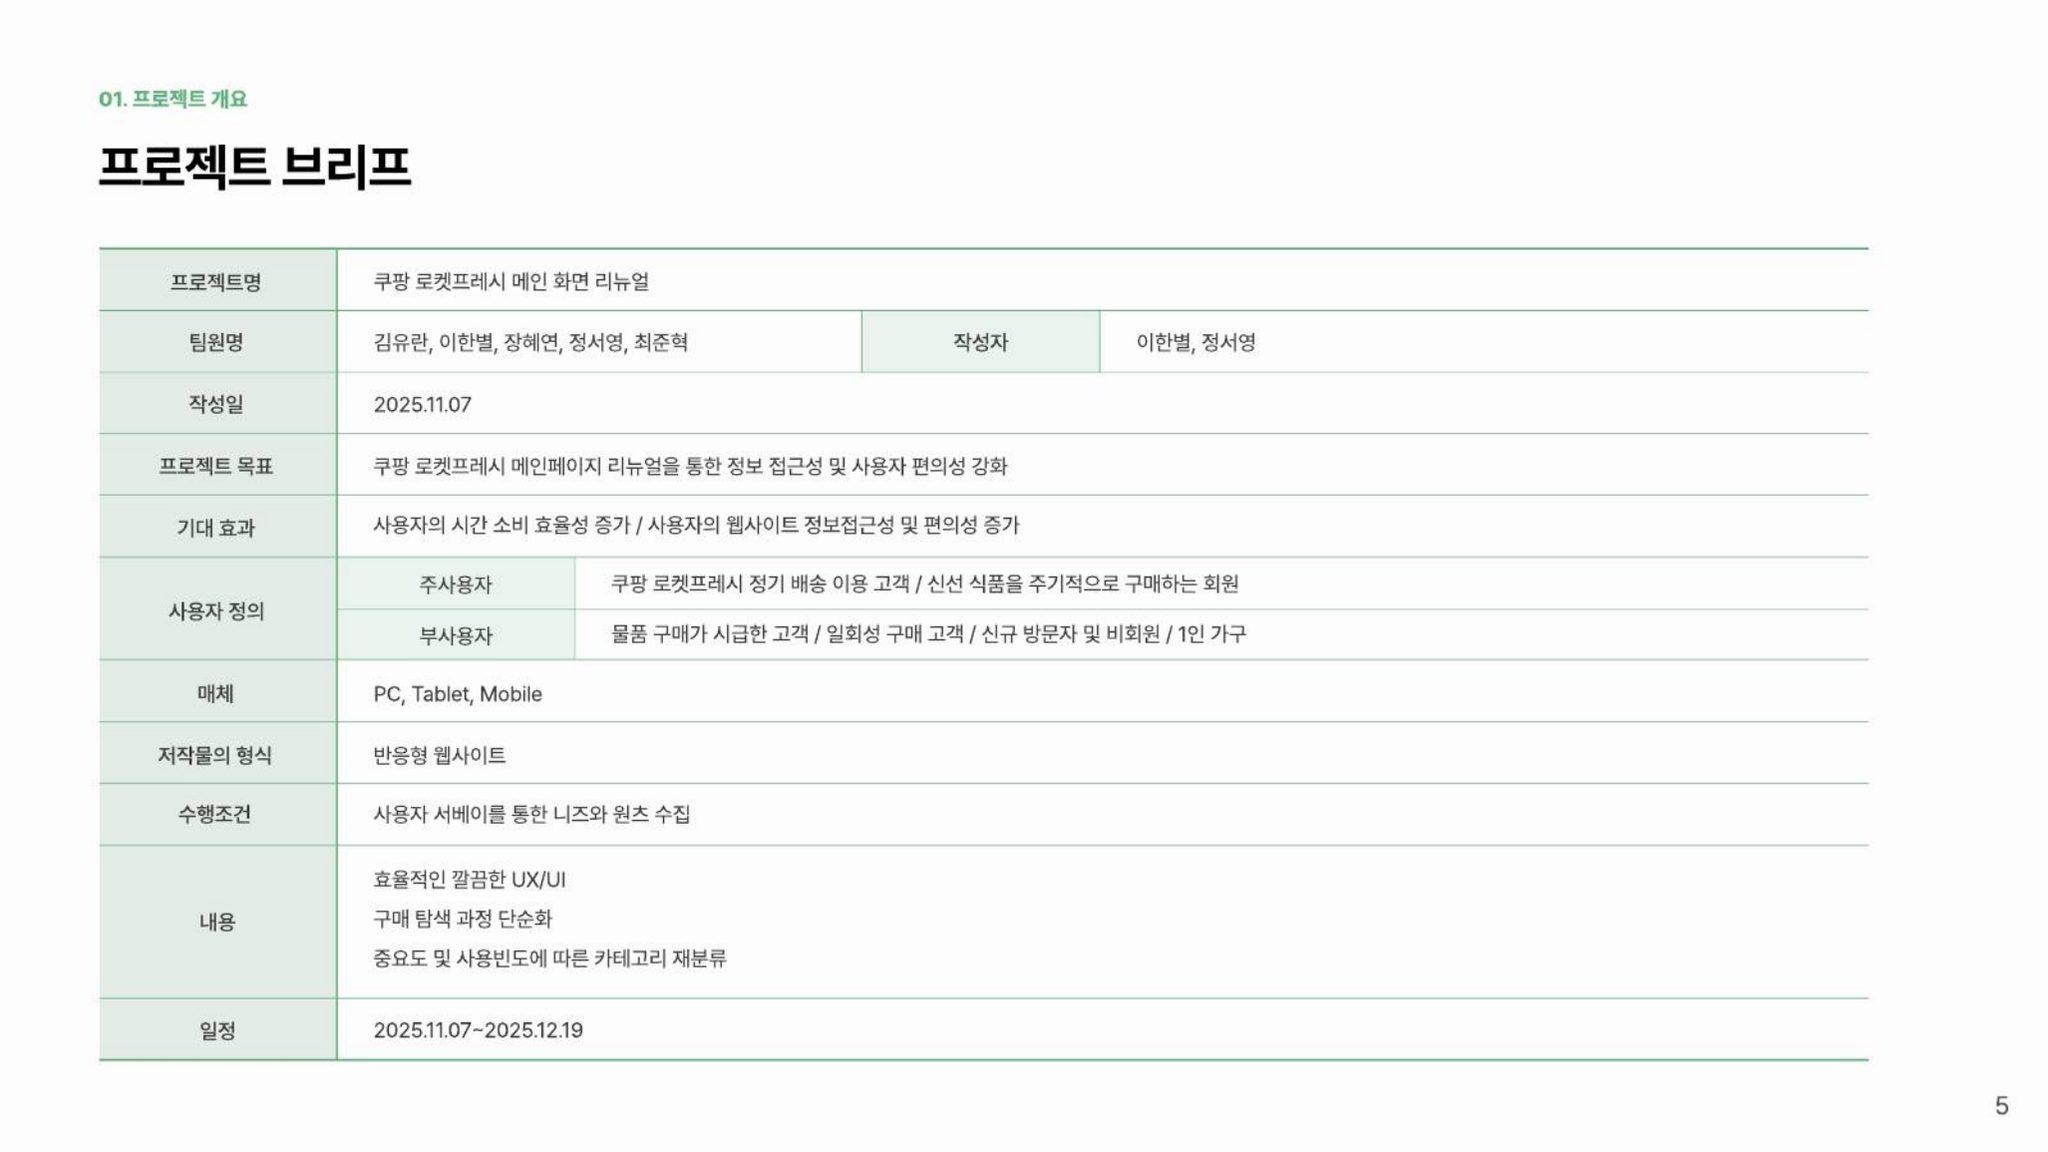 01. 프로젝트 개요
프로젝트 브리프
프로젝트명 쿠팡 로켓프레시 메인 화면 리뉴얼
팀원명 김유란, 이한별, 장혜연, 정서영, 최준혁 작성자 이한별, 정서영
작성일 2025.11.07
프로젝트 목표 쿠팡 로켓프레시 메인페이지 리뉴얼을 통한 정보 접근성 및 사용자 편의성 강화
기대 효과 사용자의 시간 소비 효율성 증가 / 사용자의 웹사이트 정보접근성 및 편의성 증가
사용자 정의
주사용자 쿠팡 로켓프레시 정기 배송 이용 고객 / 신선 식품을 주기적으로 구매하는 회원
부사용자 물품 구매가 시급한 고객 / 일회성 구매 고객 / 신규 방문자 및 비회원 / 1인 가구
매체 PC, Tablet, Mobile
저작물의 형식 반응형 웹사이트
수행조건 사용자 서베이를 통한 니즈와 원츠 수집
내용
효율적인 깔끔한 UX/UI
구매 탐색 과정 단순화
중요도 및 사용빈도에 따른 카테고리 재분류
일정 2025.11.07~2025.12.19
5